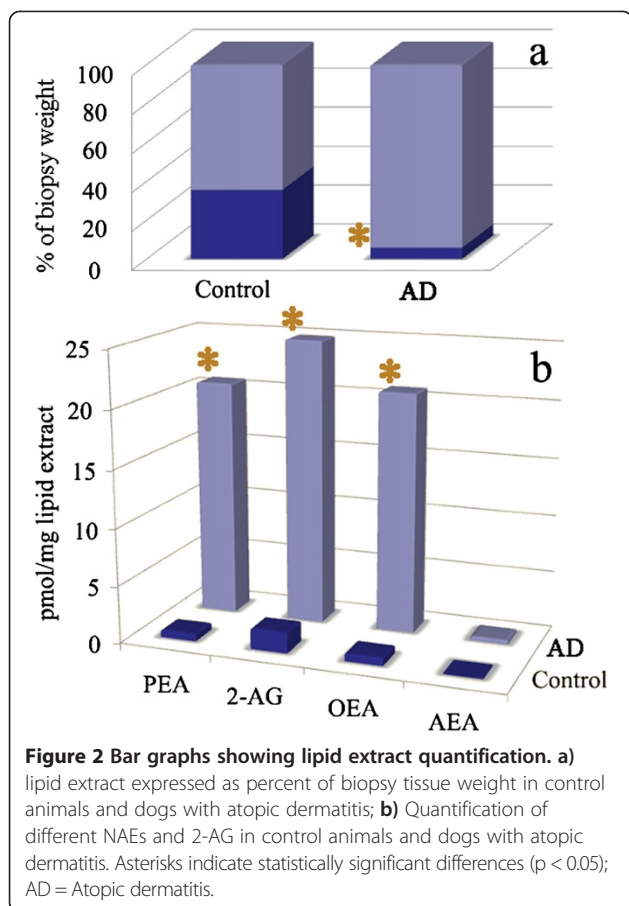 a
100
80
60
40
20
0
% of biopsy weight
Control
AD
b
25
20
15
10
5
0
pmol/mg lipid extract
PEA
2-AG
OEA
AEA
AD
Control
Figure 2 Bar graphs showing lipid extract quantification. a)
lipid extract expressed as percent of biopsy tissue weight in control
animals and dogs with atopic dermatitis; b) Quantification of
different NAEs and 2-AG in control animals and dogs with atopic
dermatitis. Asterisks indicate statistically significant differences (p < 0.05);
AD = Atopic dermatitis.